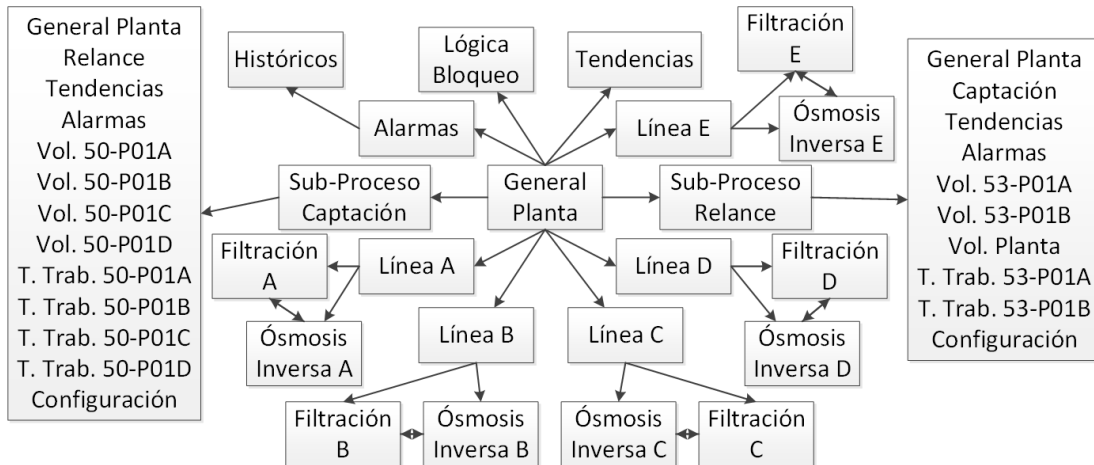 General Planta
Relance
Tendencias
Alarmas
Vol. 50-P01A
Vol. 50-P01B
Vol. 50-P01C
Vol. 50-P01D
T. Trab. 50-P01A
T. Trab. 50-P01B
T. Trab. 50-P01C
T. Trab. 50-P01D
Configuración
Históricos
Lógica
Bloqueo
Tendencias
Filtración
E
Alarmas
Línea E
Ósmosis
Inversa E
Sub-Proceso
Captación
General
Planta
Sub-Proceso
Relance
Filtración
A
Línea A
Línea D
Filtración
D
Ósmosis
Inversa A
Línea B
Línea C
Ósmosis
Inversa D
Filtración
B
Ósmosis
Inversa B
Ósmosis
Inversa C
Filtración
C
General Planta
Captación
Tendencias
Alarmas
Vol. 53-P01A
Vol. 53-P01B
Vol. Planta
T. Trab. 53-P01A
T. Trab. 53-P01B
Configuración